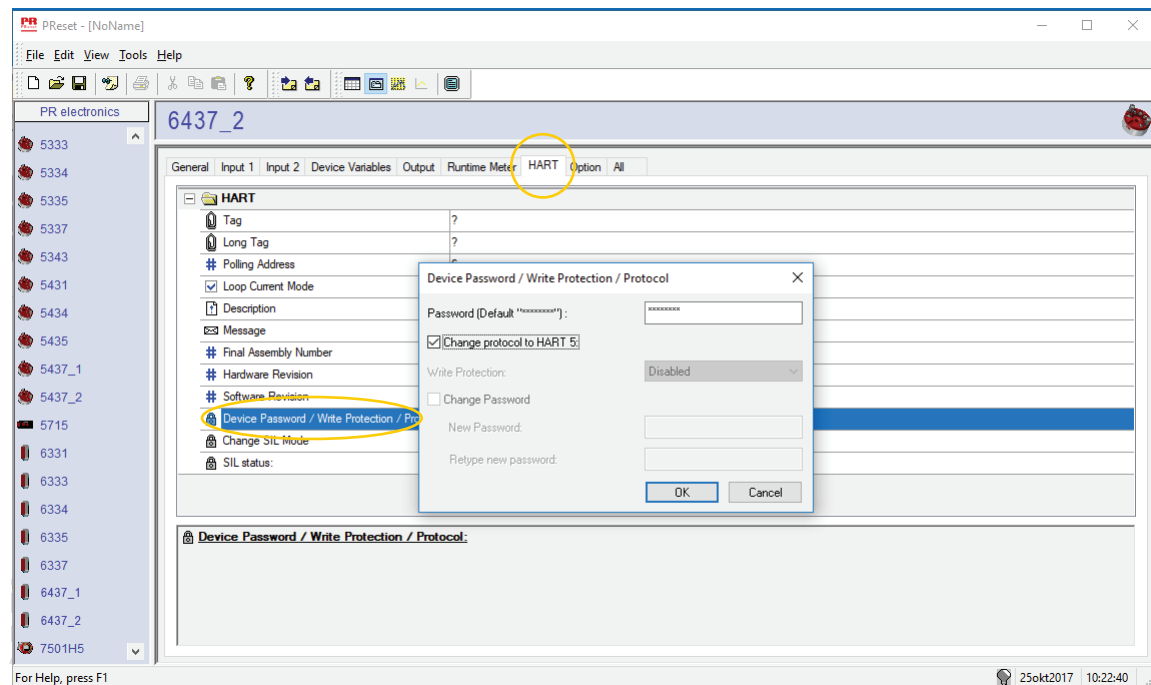 PReset - [NoName]
File Edit View Tools Help
PR electronics
6437_2
5333
5334
5335
5337
5343
5431
5434
5435
5437_1
5437_2
5715
6331
6333
6334
6335
6337
6437_1
6437_2
7501H5
General Input 1 Input 2 Device Variables Output Runtime Meter HART Option All
HART
Tag ?
Long Tag ?
Polling Address
Loop Current Mode
Description
Message
Final Assembly Number
Hardware Revision
Software Revision
Device Password / Write Protection /
Change SIL Mode
SIL status:
Device Password / Write Protection / Protocol
Password (Default "********") : ********
Change protocol to HART 5:
Write Protection: Disabled
Change Password
New Password:
Retype new password:
OK Cancel
Device Password / Write Protection / Protocol:
For Help, press F1
25okt2017 10:22:40